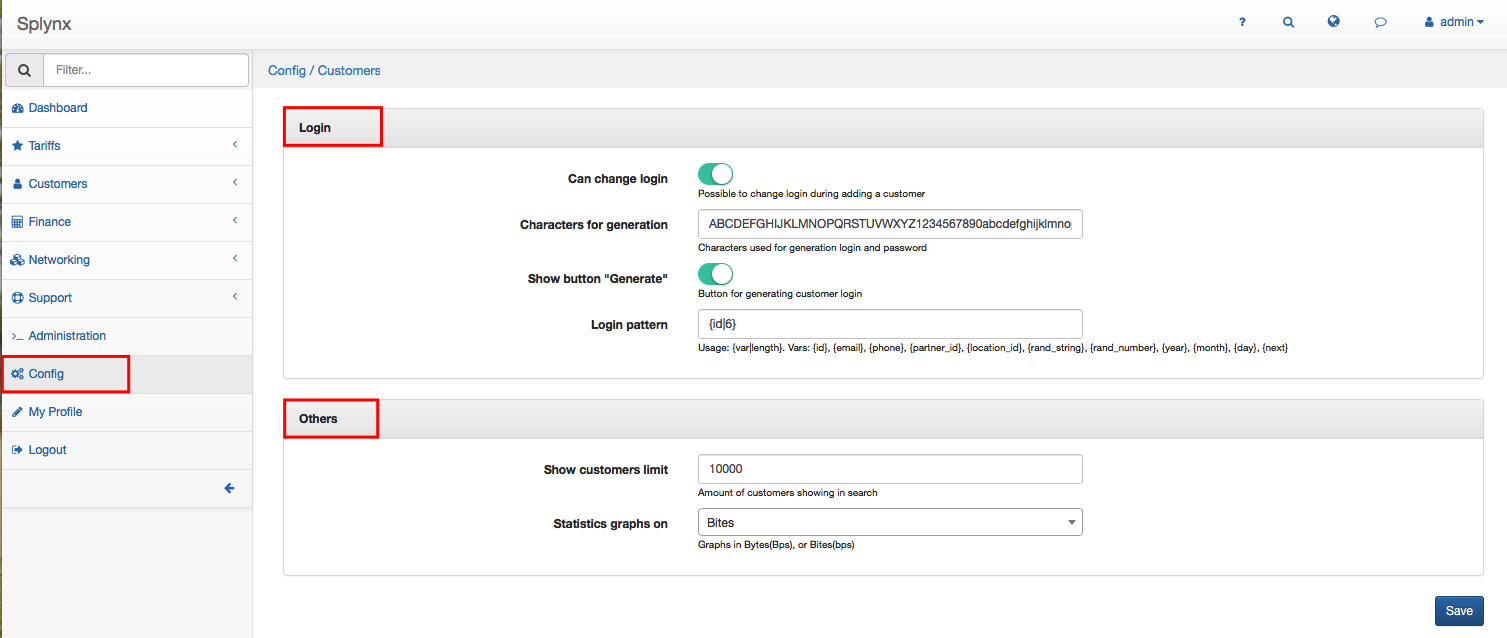 Splynx
? admin
Filter...
Config / Customers
Dashboard
Tariffs
Customers
Finance
Networking
Support
Administration
Config
My Profile
Logout
Login
Can change login
Possible to change login during adding a customer
Characters for generation
ABCDEFGHIJKLMNOPQRSTUVWXYZ1234567890abcdefghijklmno
Characters used for generation login and password
Show button "Generate"
Button for generating customer login
Login pattern
{id|6}
Usage: {var|length}. Vars: {id}, {email}, {phone}, {partner_id}, {location_id}, {rand_string}, {rand_number}, {year}, {month}, {day}, {next}
Others
Show customers limit
10000
Amount of customers showing in search
Statistics graphs on
Bites
Graphs in Bytes(Bps), or Bites(bps)
Save